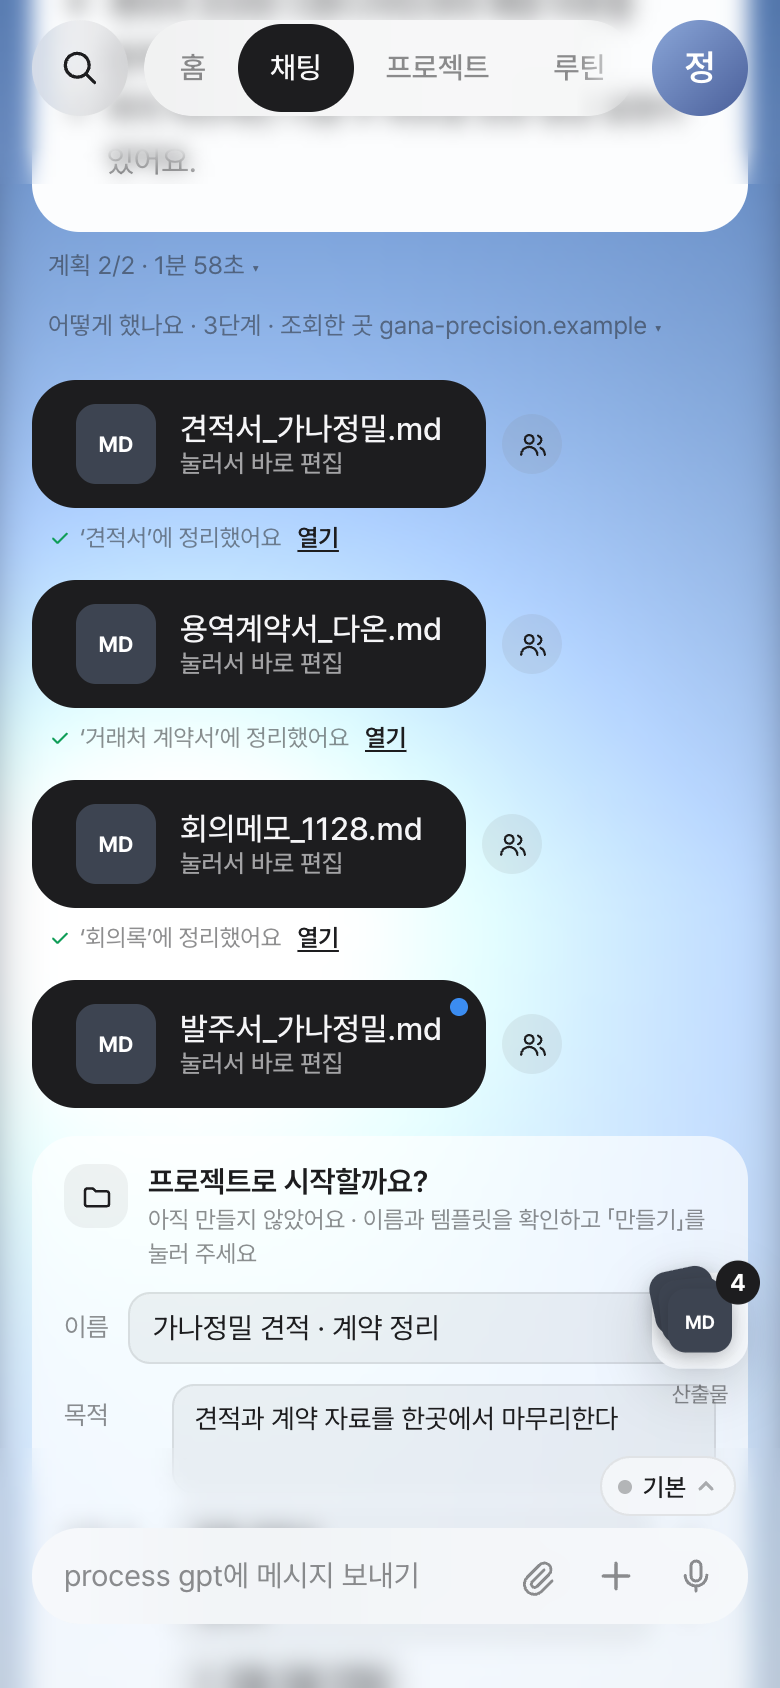 홈
채팅
프로젝트
루틴
정
있어요.
계획 2/2 · 1분 58초
어떻게 했나요 · 3단계 · 조회한 곳 gana-precision.example
MD
견적서_가나정밀.md
눌러서 바로 편집
‘견적서’에 정리했어요 열기
MD
용역계약서_다온.md
눌러서 바로 편집
‘거래처 계약서’에 정리했어요 열기
MD
회의메모_1128.md
눌러서 바로 편집
‘회의록’에 정리했어요 열기
MD
발주서_가나정밀.md
눌러서 바로 편집
프로젝트로 시작할까요?
아직 만들지 않았어요 · 이름과 템플릿을 확인하고 「만들기」를
눌러 주세요
4
MD
산출물
이름
가나정밀 견적 · 계약 정리
목적
견적과 계약 자료를 한곳에서 마무리한다
기본
process gpt에 메시지 보내기